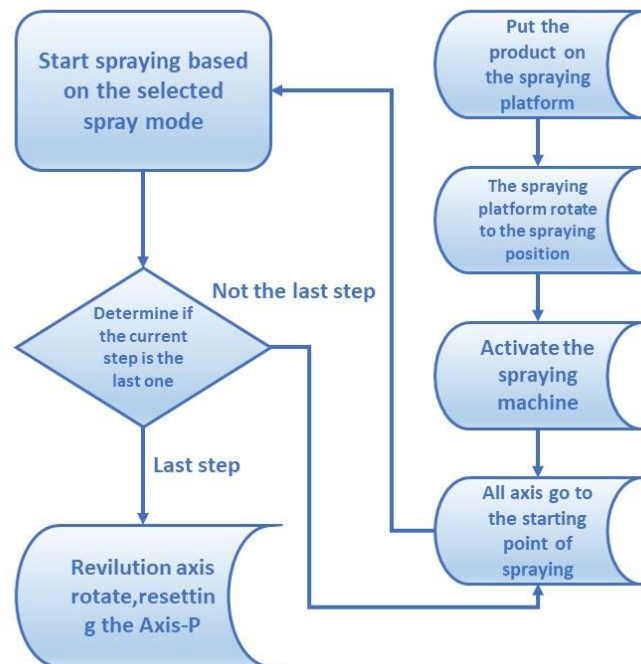 Start spraying based
on the selected
spray mode
Put the
product on
the spraying
platform
The spraying
platform rotate
to the spraying
position
Not the last step
Determine if
the current
step is the
last one
Activate the
spraying
machine
Last step
All axis go to
the starting
point of
spraying
Revilution axis
rotate,resettin
g the Axis-P